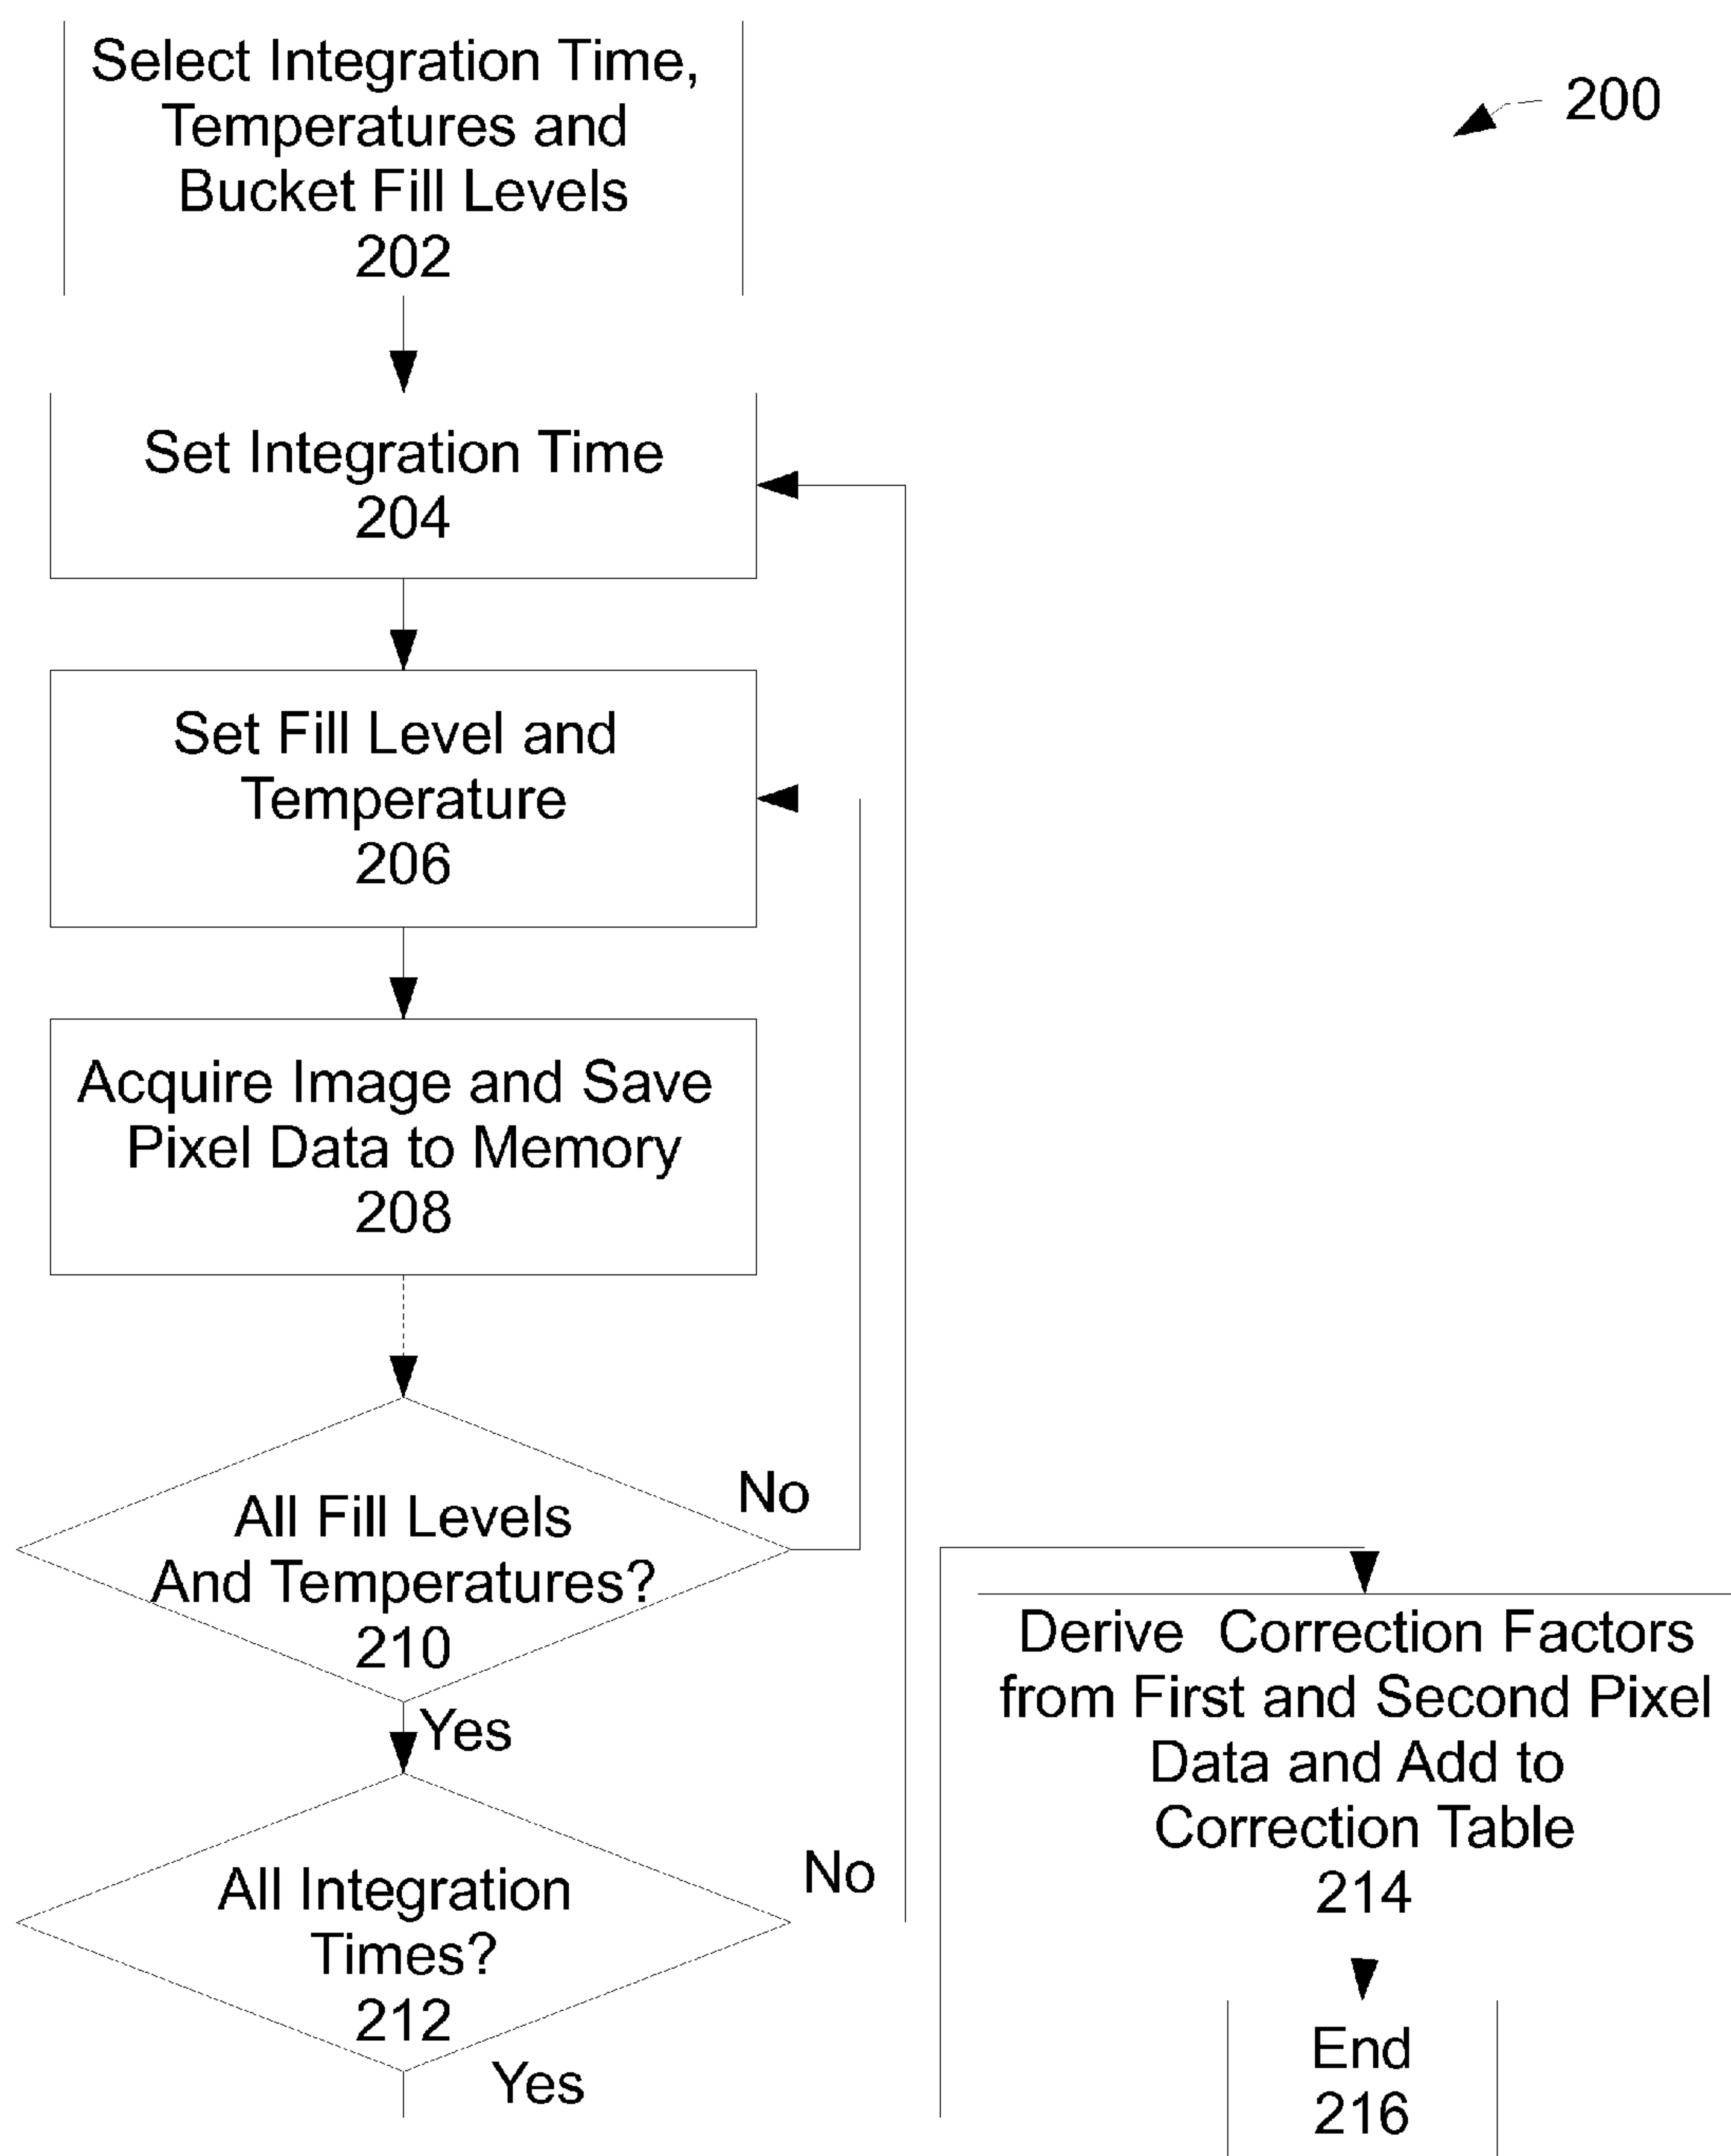 Select Integration Time,
Temperatures and
Bucket Fill Levels
202
200
Set Integration Time
204
Set Fill Level and
Temperature
206
Acquire Image and Save
Pixel Data to Memory
208
All Fill Levels
And Temperatures?
210
No
Yes
All Integration
Times?
212
No
Yes
Derive Correction Factors
from First and Second Pixel
Data and Add to
Correction Table
214
End
216